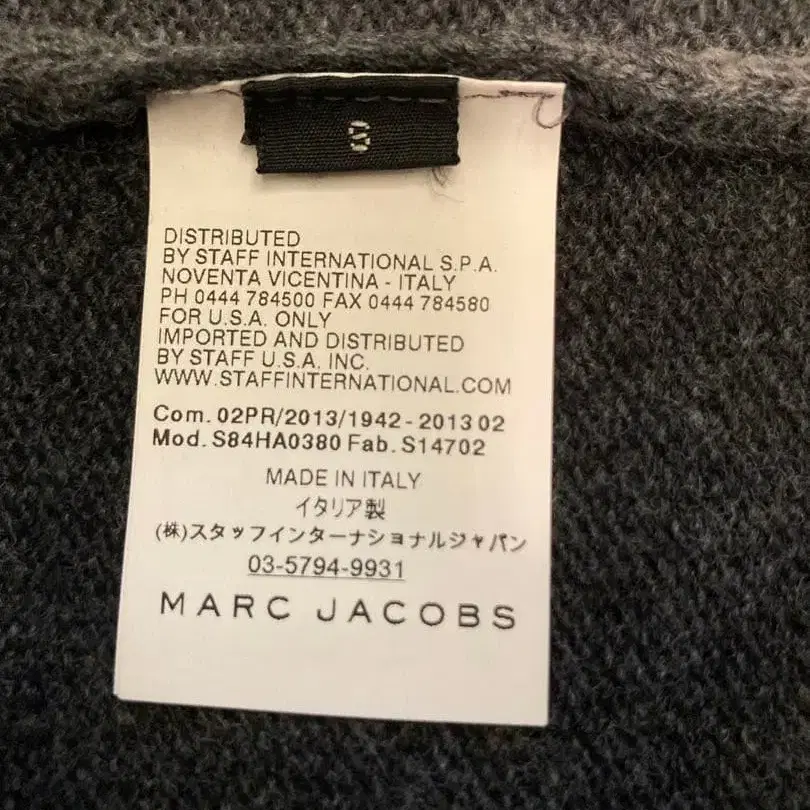 S
DISTRIBUTED
BY STAFF INTERNATIONAL S.P.A.
NOVENTA VICENTINA - ITALY
PH 0444 784500 FAX 0444 784580
FOR U.S.A. ONLY
IMPORTED AND DISTRIBUTED
BY STAFF U.S.A. INC.
WWW.STAFFINTERNATIONAL.COM
Com. 02PR/2013/1942 - 2013 02
Mod. S84HA0380 Fab. S14702
MADE IN ITALY
イタリア製
(株)スタッフインターナショナルジャパン
03-5794-9931
MARC JACOBS